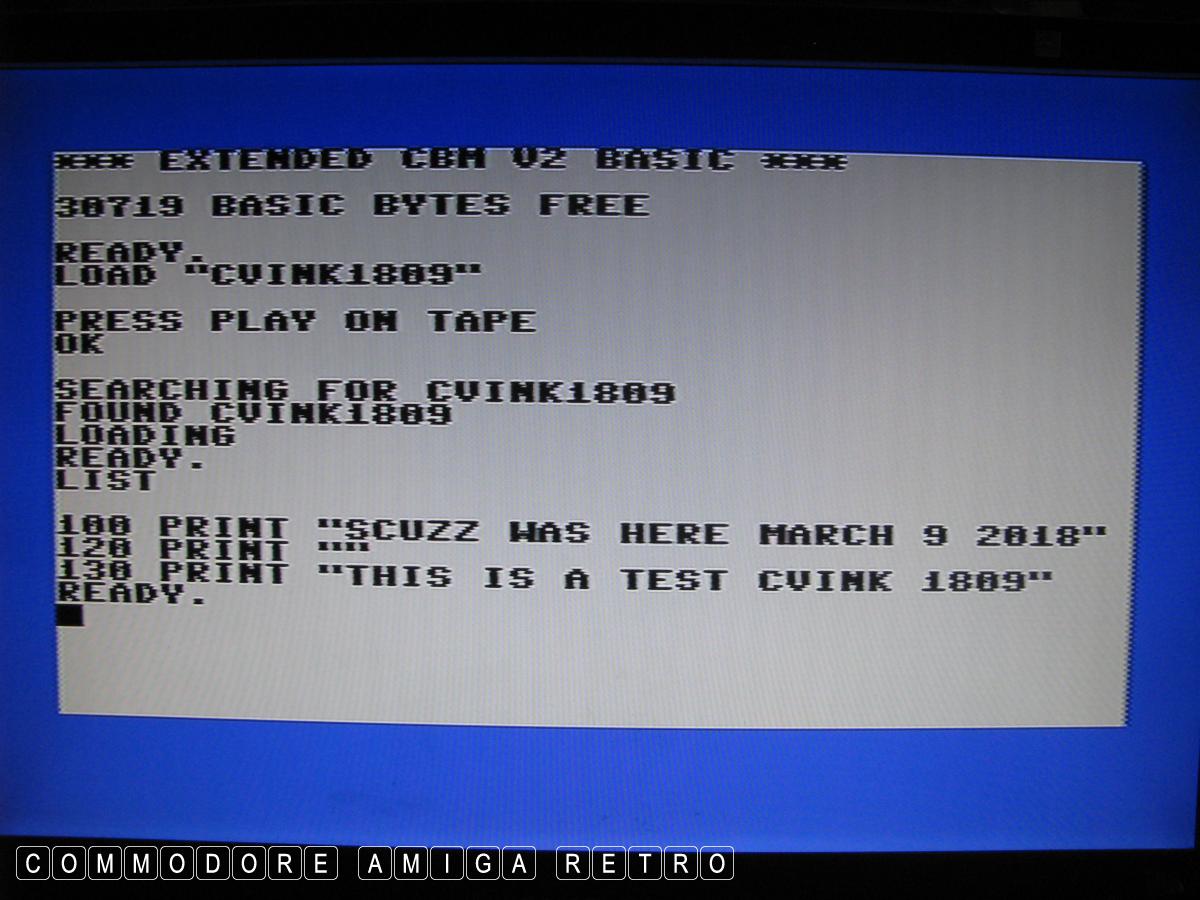 *** EXTENDED CBM V2 BASIC ***
30719 BASIC BYTES FREE
READY.
LOAD "CVINK1809"
PRESS PLAY ON TAPE
OK
SEARCHING FOR CVINK1809
FOUND CVINK1809
LOADING
READY.
LIST
100 PRINT "SCUZZ WAS HERE MARCH 9 2018"
120 PRINT ""
130 PRINT "THIS IS A TEST CVINK 1809"
READY.
COMMODORE AMIGA RETRO